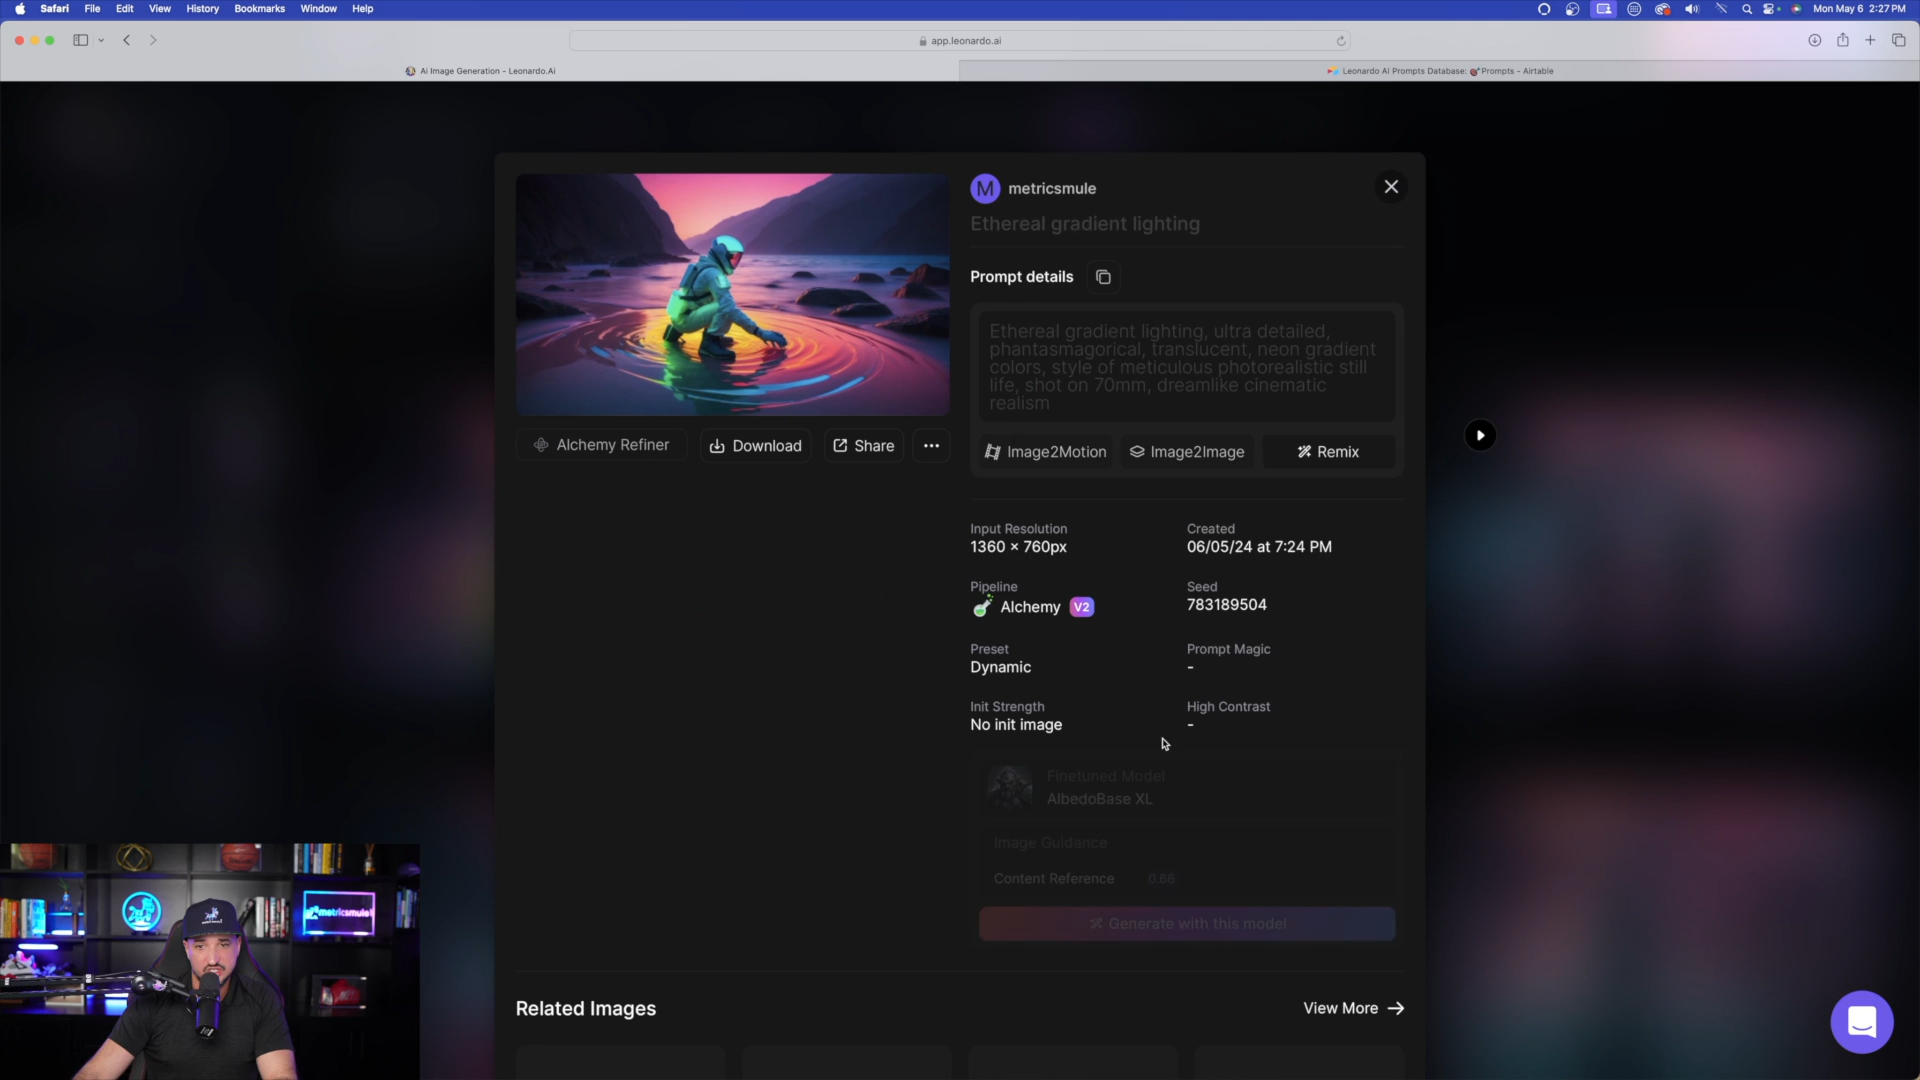 Safari File Edit View History Bookmarks Window Help
Mon May 6 2:27 PM
app.leonardo.ai
Ai Image Generation - Leonardo.Ai
Leonardo AI Prompts Database: Prompts - Airtable
M metricsmule
Ethereal gradient lighting
Prompt details
Ethereal gradient lighting, ultra detailed,
phantasmagorical, translucent, neon gradient
colors, style of meticulous photorealistic still
life, shot on 70mm, dreamlike cinematic
realism
Alchemy Refiner Download Share
Image2Motion Image2Image Remix
Input Resolution Created
1360 × 760px 06/05/24 at 7:24 PM
Pipeline Seed
Alchemy V2 783189504
Preset Prompt Magic
Dynamic -
Init Strength High Contrast
No init image -
Finetuned Model
AlbedoBase XL
Image Guidance
Content Reference 0.66
Generate with this model
metricsmule
Related Images View More